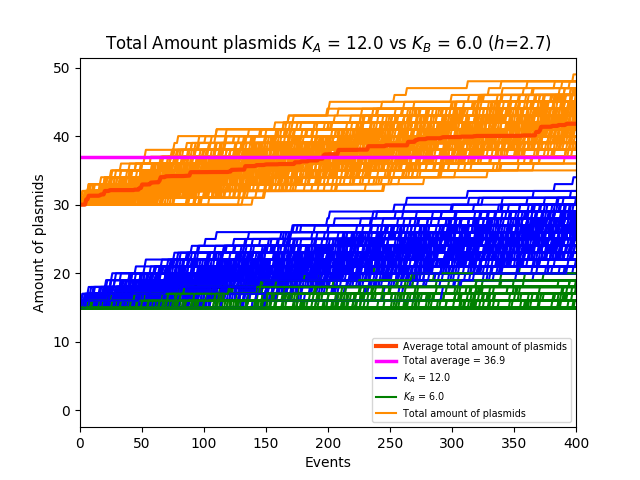 Total Amount plasmids K_A = 12.0 vs K_B = 6.0 (h=2.7)
Amount of plasmids
50
40
30
20
10
0
Average total amount of plasmids
Total average = 36.9
K_A = 12.0
K_B = 6.0
Total amount of plasmids
0 50 100 150 200 250 300 350 400
Events